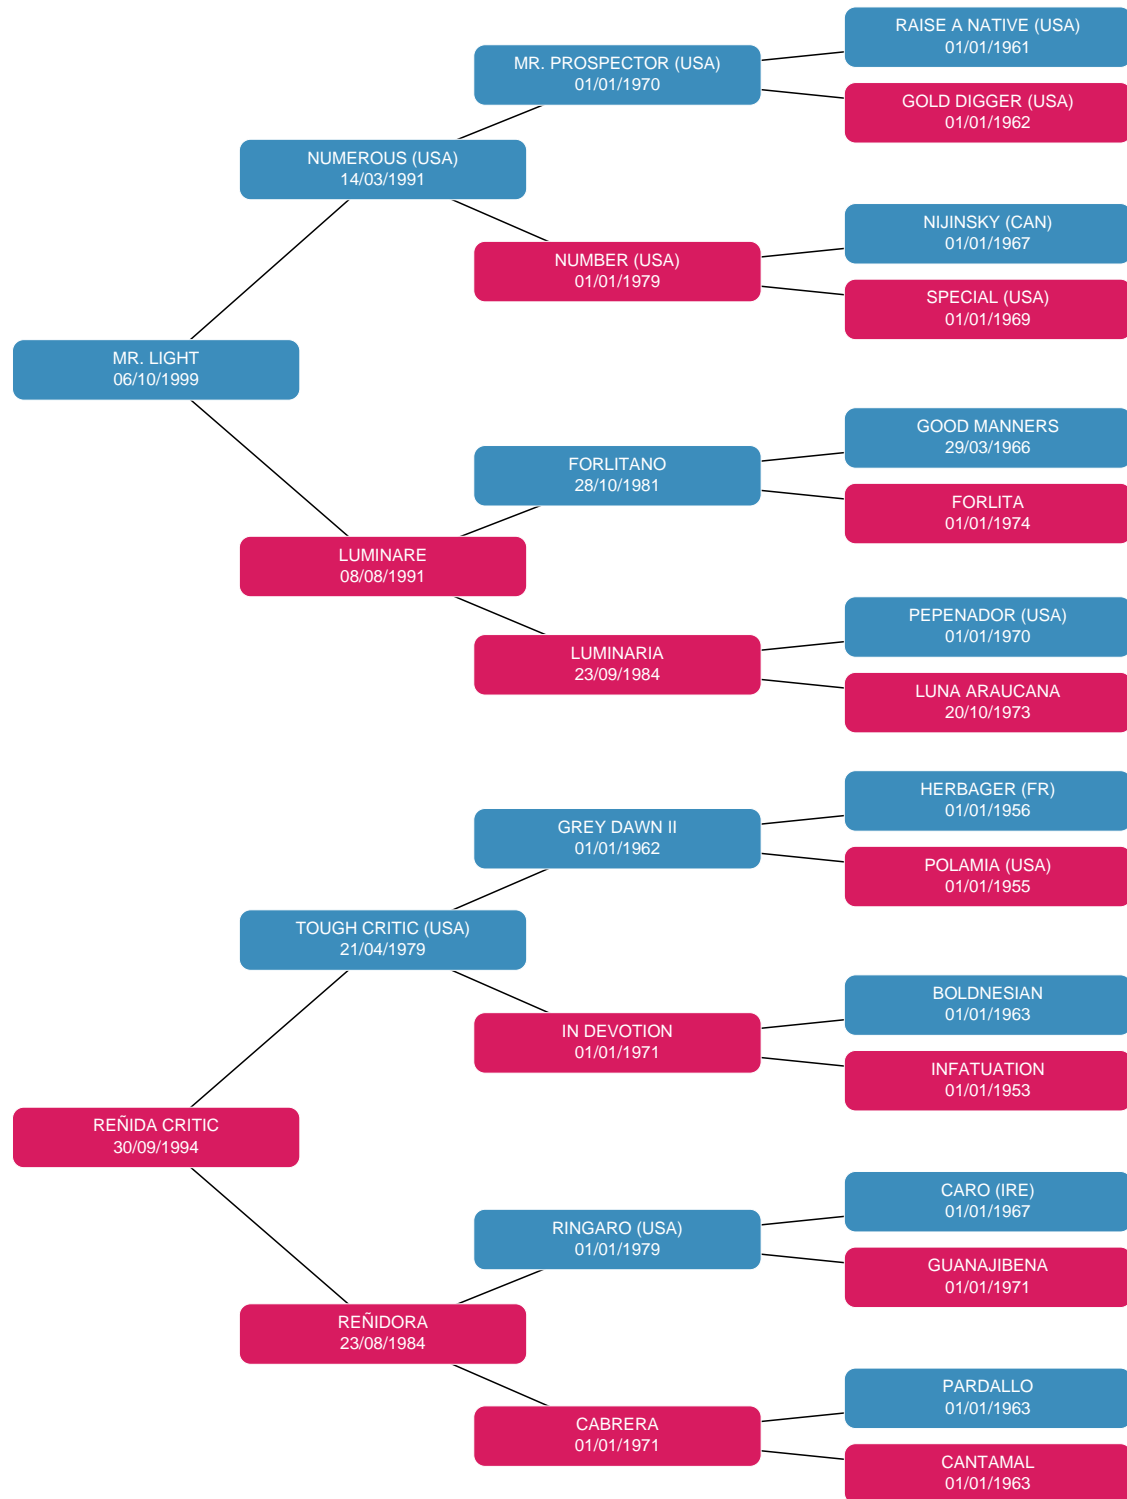 RAISE A NATIVE (USA)
01/01/1961
MR. PROSPECTOR (USA)
01/01/1970
GOLD DIGGER (USA)
01/01/1962
NUMEROUS (USA)
14/03/1991
NIJINSKY (CAN)
01/01/1967
NUMBER (USA)
01/01/1979
SPECIAL (USA)
01/01/1969
MR. LIGHT
06/10/1999
GOOD MANNERS
29/03/1966
FORLITANO
28/10/1981
FORLITA
01/01/1974
LUMINARE
08/08/1991
PEPENADOR (USA)
01/01/1970
LUMINARIA
23/09/1984
LUNA ARAUCANA
20/10/1973
HERBAGER (FR)
01/01/1956
GREY DAWN II
01/01/1962
POLAMIA (USA)
01/01/1955
TOUGH CRITIC (USA)
21/04/1979
BOLDNESIAN
01/01/1963
IN DEVOTION
01/01/1971
INFATUATION
01/01/1953
REÑIDA CRITIC
30/09/1994
CARO (IRE)
01/01/1967
RINGARO (USA)
01/01/1979
GUANAJIBENA
01/01/1971
REÑIDORA
23/08/1984
PARDALLO
01/01/1963
CABRERA
01/01/1971
CANTAMAL
01/01/1963